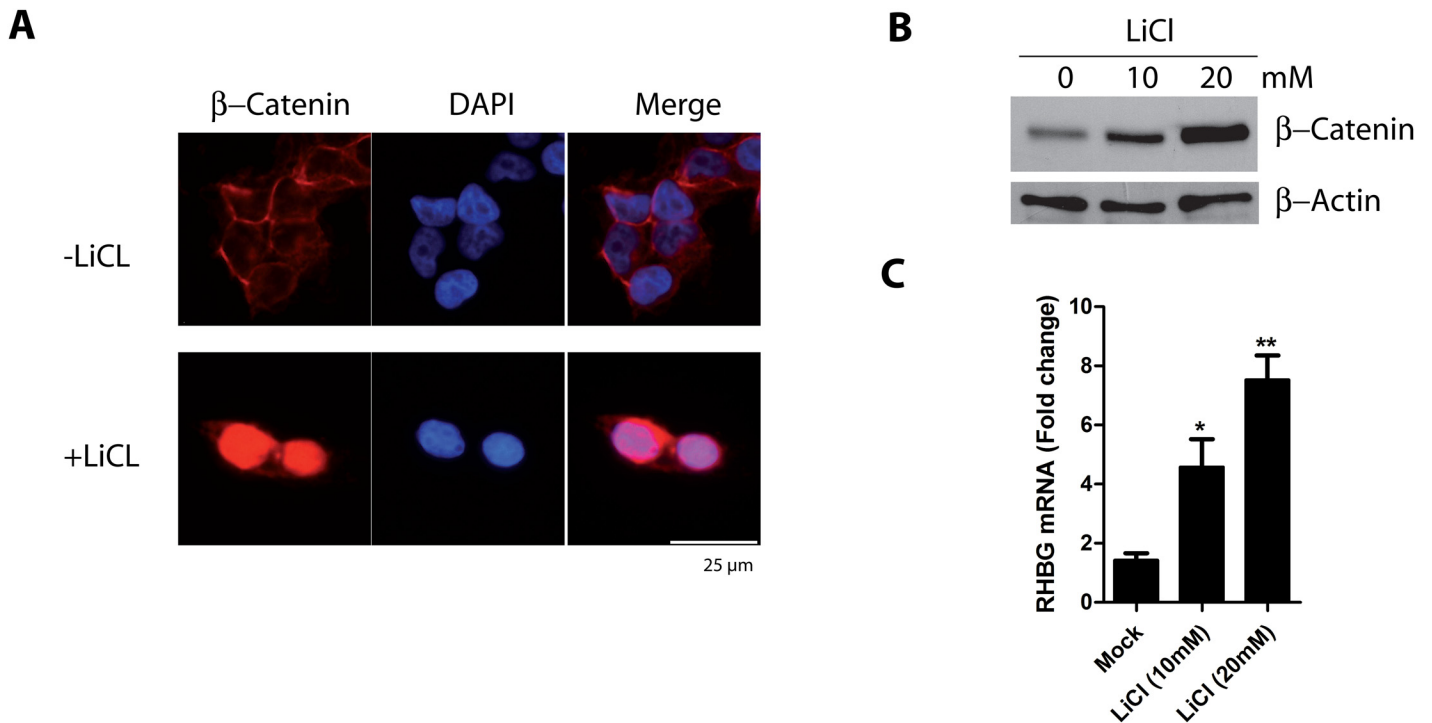 A
β–Catenin DAPI Merge
-LiCL
+LiCL
25 µm
B
LiCl
0 10 20 mM
β–Catenin
β–Actin
C
RHBG mRNA (Fold change)
10
8
6
4
2
0
*
**
Mock
LiCl (10mM)
LiCl (20mM)